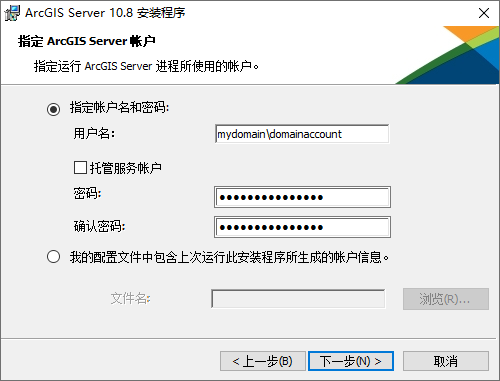 ArcGIS Server 10.8 安装程序
指定 ArcGIS Server 帐户
指定运行 ArcGIS Server 进程所使用的帐户。
指定帐户名和密码:
用户名:
mydomain\domainaccount
托管服务帐户
密码:
●●●●●●●●●●●●●●●
确认密码:
●●●●●●●●●●●●●●●
我的配置文件中包含上次运行此安装程序所生成的帐户信息。
文件名:
浏览(R)...
< 上一步(B)
下一步(N) >
取消